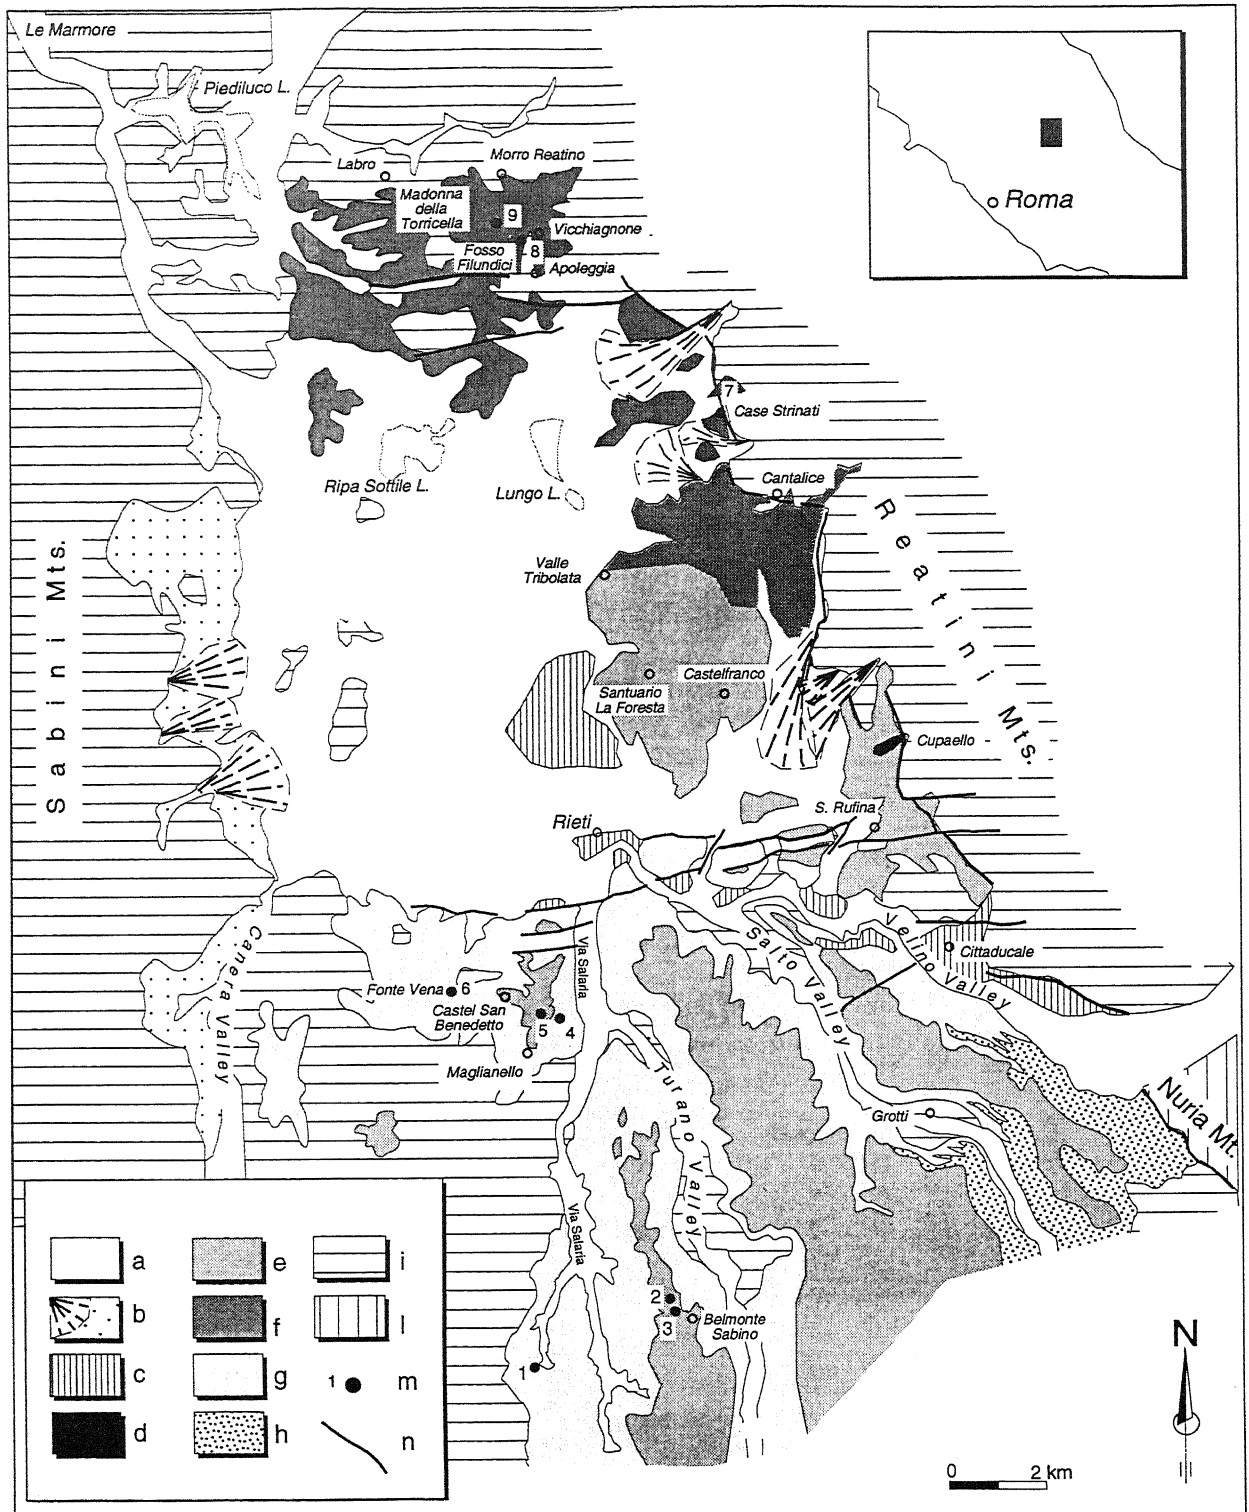 Le Marmore
Piediluco L.
Roma
Labro
Morro Reatino
Madonna
della
Torricella
9
Vicchiagnone
Fosso
Filundici
8
Apoleggia
7
Case Strinati
Ripa Sottile L.
Lungo L.
Cantalice
Reatini Mts.
Sabini Mts.
Valle
Tribolata
Santuario
La Foresta
Castelfranco
Cupaello
Rieti
S. Rufina
Canera Valley
Via Salaria
Salto Valley
Velino Valley
Cittaducale
Fonte Vena
6
Castel San
Benedetto
5
4
Maglianello
Turano Valley
Grotti
Nuria Mt.
Via Salaria
2
3
Belmonte
Sabino
1
a
e
i
b
f
l
c
g
1
m
d
h
n
N
0
2 km